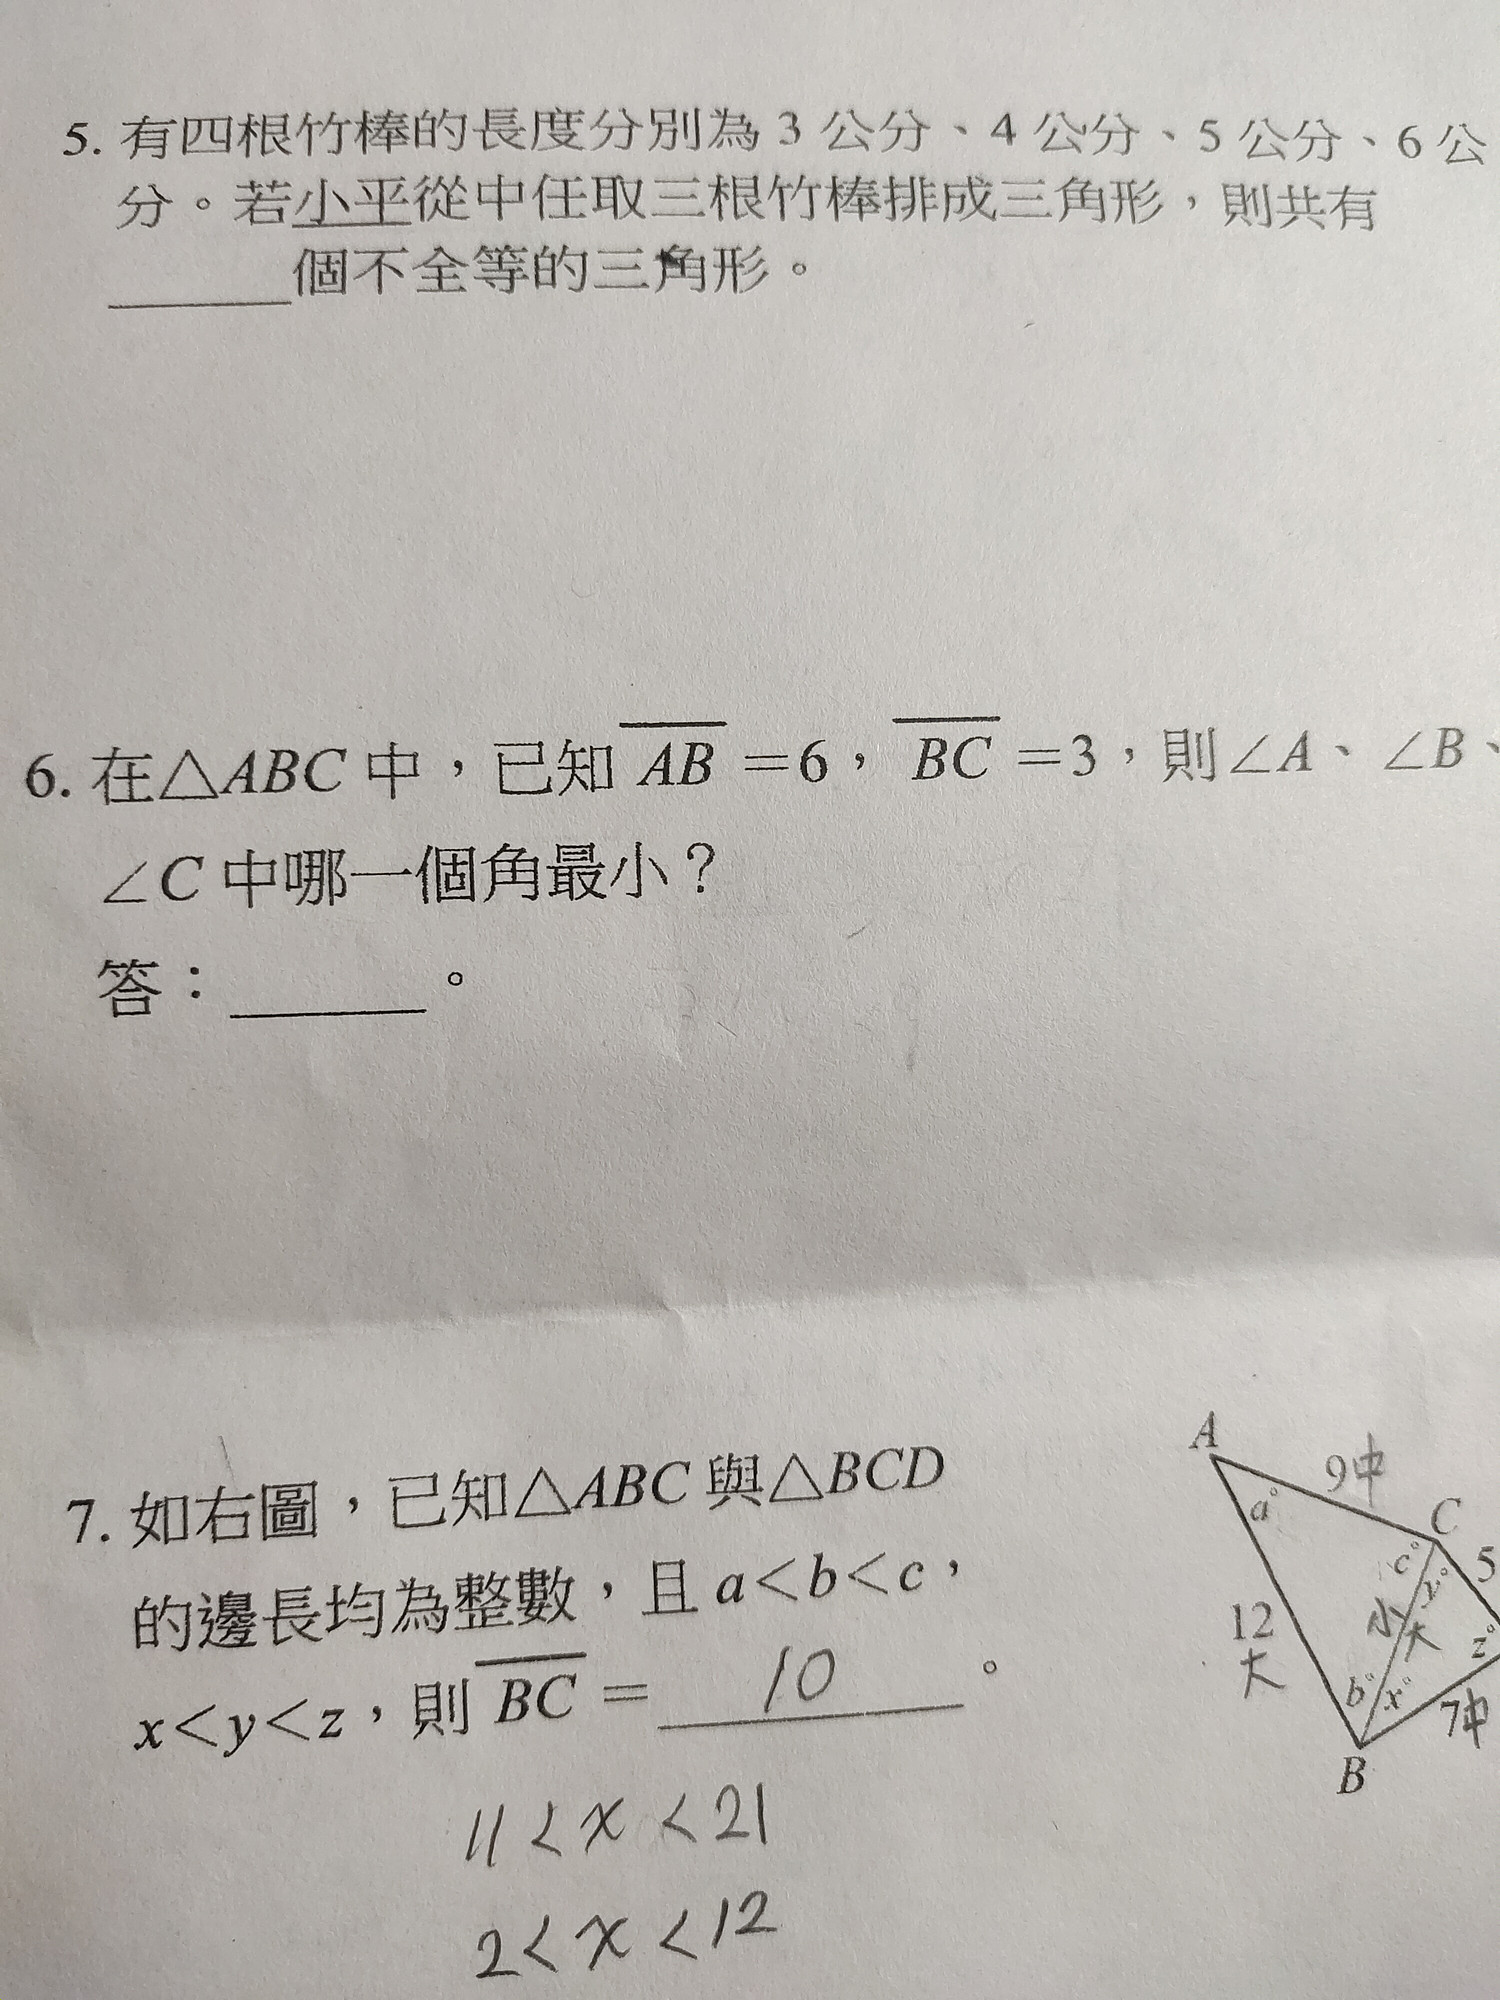 5. 有四根竹棒的長度分別為 3 公分、4 公分、5 公分、6 公
分。若小平從中任取三根竹棒排成三角形，則共有
______個不全等的三角形。
6. 在△ABC 中，已知 AB =6， BC =3，則∠A、∠B、
∠C 中哪一個角最小？
答：______。
7. 如右圖，已知△ABC 與△BCD
的邊長均為整數，且 a<b<c，
x<y<z，則 BC = 10 。
11<x<21
2<x<12
A
9中
a°
C
c°
y°
5
12
大
小
大
z°
b°
x°
7中
B